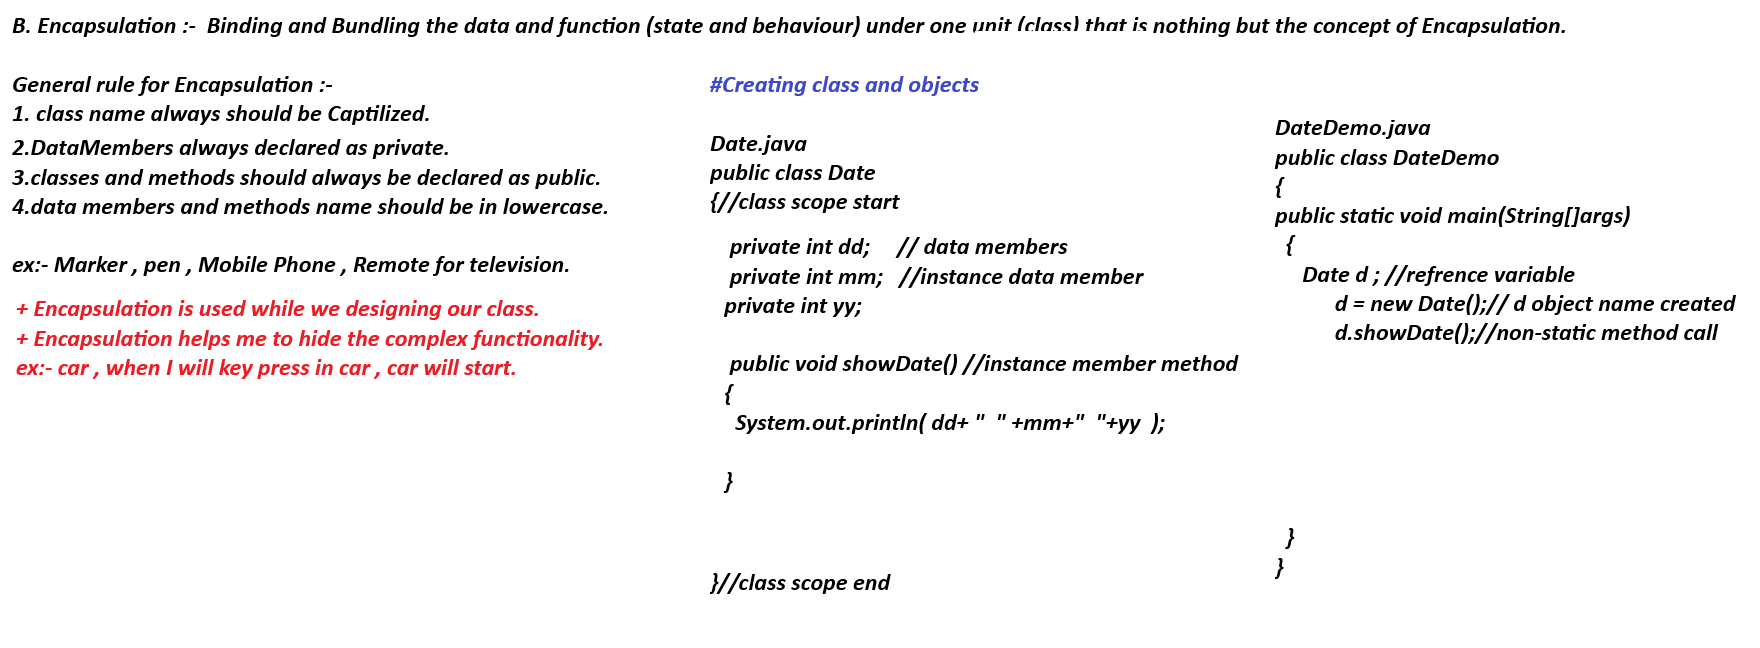 B. Encapsulation :-  Binding and Bundling the data and function (state and behaviour) under one unit (class) that is nothing but the concept of Encapsulation.
General rule for Encapsulation :-
1. class name always should be Captilized.
2.DataMembers always declared as private.
3.classes and methods should always be declared as public.
4.data members and methods name should be in lowercase.
ex:- Marker , pen , Mobile Phone , Remote for television.
+ Encapsulation is used while we designing our class.
+ Encapsulation helps me to hide the complex functionality.
ex:- car , when I will key press in car , car will start.
#Creating class and objects
Date.java
public class Date
{//class scope start
private int dd;     // data members
private int mm;   //instance data member
private int yy;
public void showDate() //instance member method
{
System.out.println( dd+ "  " +mm+"  "+yy  );
}
}//class scope end
DateDemo.java
public class DateDemo
{
public static void main(String[]args)
{
Date d ; //refrence variable
d = new Date();// d object name created
d.showDate();//non-static method call
}
}